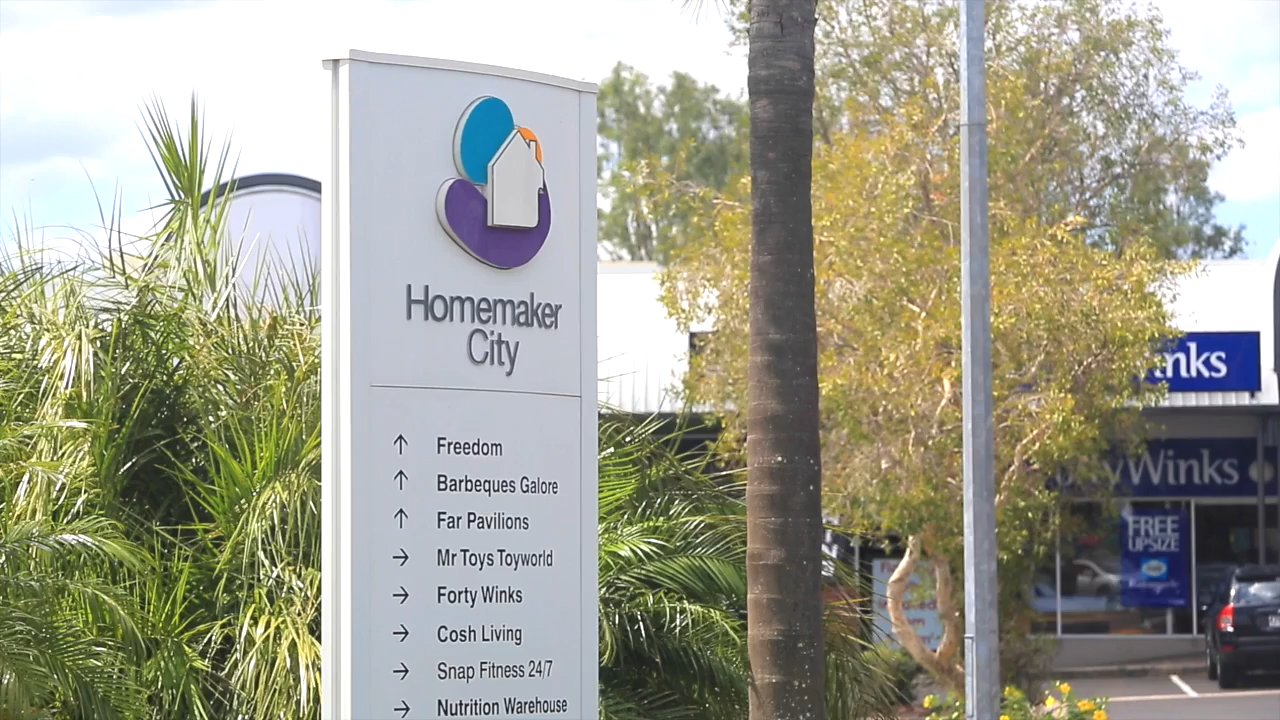 Homemaker
City
↑ Freedom
↑ Barbeques Galore
↑ Far Pavilions
→ Mr Toys Toyworld
→ Forty Winks
→ Cosh Living
→ Snap Fitness 24/7
→ Nutrition Warehouse
inks
Winks
FREE
UPSIZE